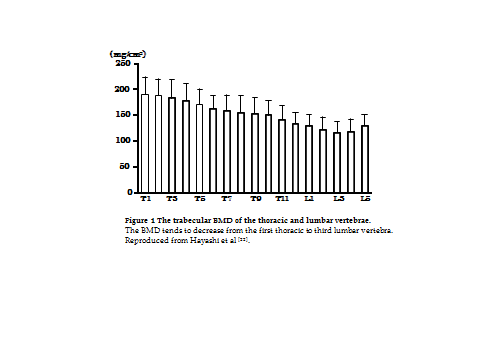 (mg/cm³)
250
200
150
100
50
0
T1 T3 T5 T7 T9 T11 L1 L3 L5
Figure 1 The trabecular BMD of the thoracic and lumbar vertebrae.
The BMD tends to decrease from the first thoracic to third lumbar vertebra.
Reproduced from Hayashi et al